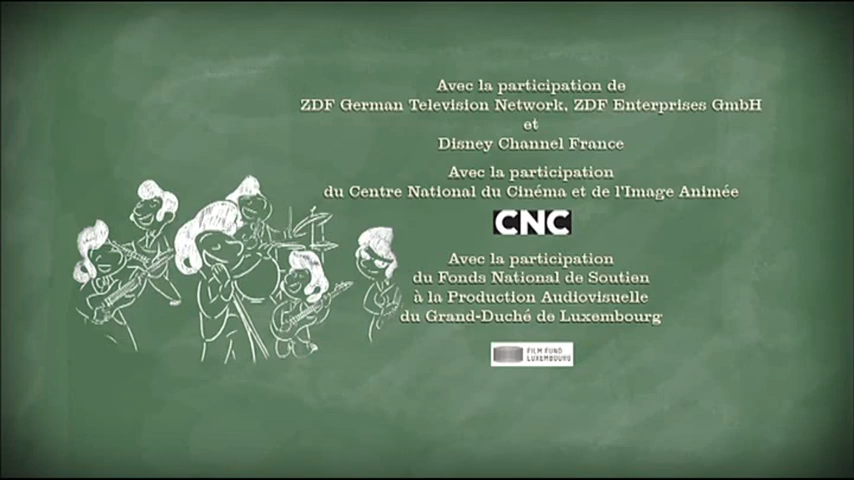 Avec la participation de
ZDF German Television Network, ZDF Enterprises GmbH
et
Disney Channel France
Avec la participation
du Centre National du Cinéma et de l'Image Animée
CNC
Avec la participation
du Fonds National de Soutien
à la Production Audiovisuelle
du Grand-Duché de Luxembourg
FILM FUND
LUXEMBOURG